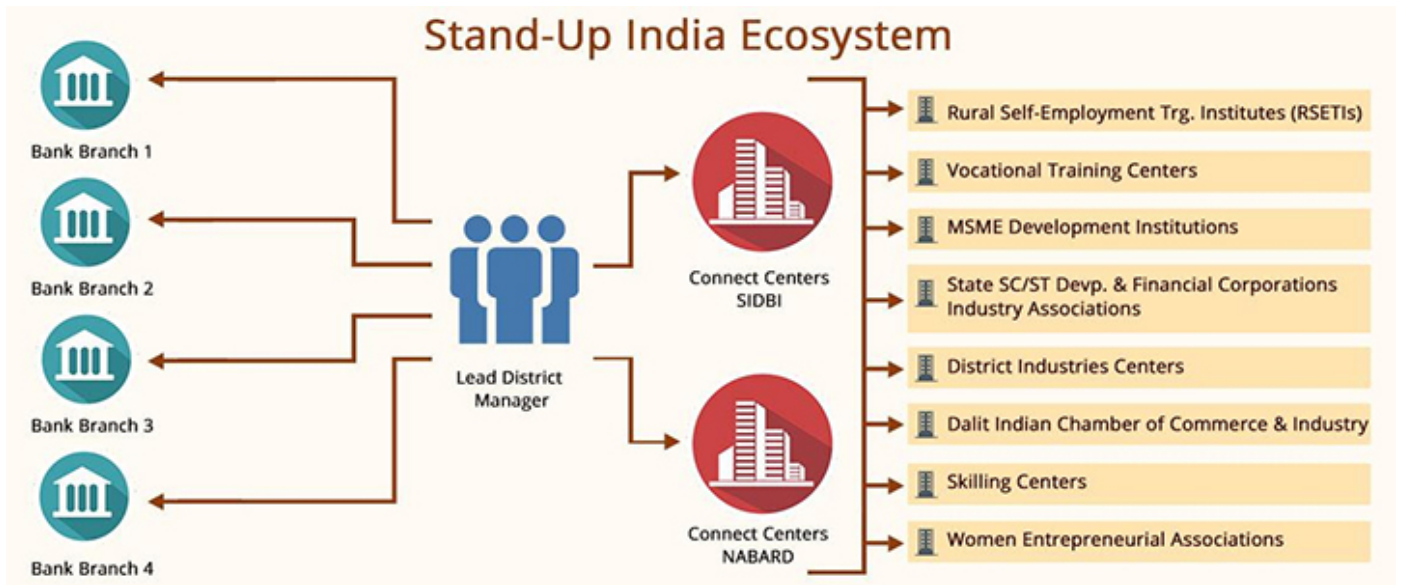 Stand-Up India Ecosystem
Bank Branch 1
Bank Branch 2
Bank Branch 3
Bank Branch 4
Lead District
Manager
Connect Centers
SIDBI
Connect Centers
NABARD
Rural Self-Employment Trg. Institutes (RSETIs)
Vocational Training Centers
MSME Development Institutions
State SC/ST Devp. & Financial Corporations
Industry Associations
District Industries Centers
Dalit Indian Chamber of Commerce & Industry
Skilling Centers
Women Entrepreneurial Associations